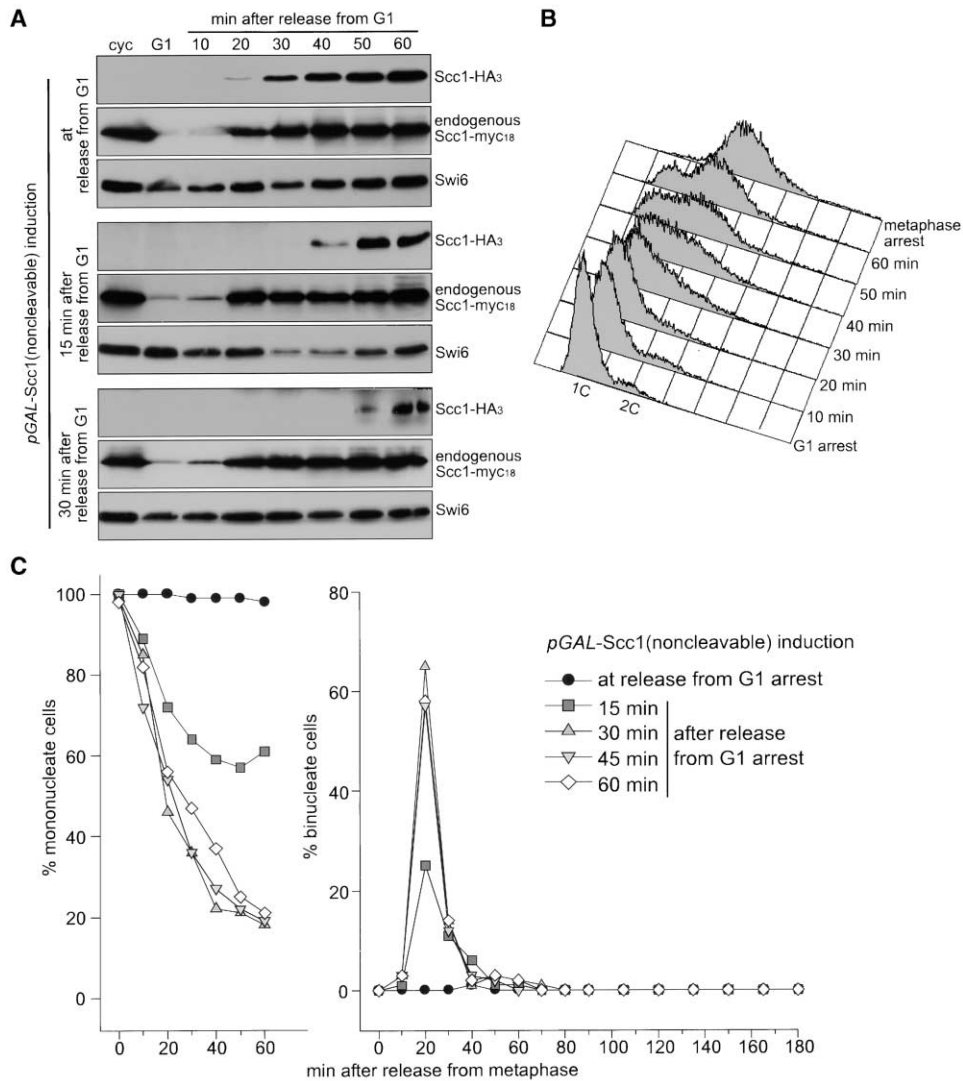 A
min after release from G1
cyc G1 10 20 30 40 50 60
pGAL-Scc1(noncleavable) induction
at
release from G1
Scc1-HA3
endogenous
Scc1-myc18
Swi6
15 min after
release from G1
Scc1-HA3
endogenous
Scc1-myc18
Swi6
30 min after
release from G1
Scc1-HA3
endogenous
Scc1-myc18
Swi6
B
metaphase
arrest
60 min
50 min
40 min
30 min
20 min
10 min
G1 arrest
1C 2C
C
% mononucleate cells
100
80
60
40
20
0
0 20 40 60
% binucleate cells
80
60
40
20
0
0 20 40 60 80 100 120 140 160 180
min after release from metaphase
pGAL-Scc1(noncleavable) induction
at release from G1 arrest
15 min
30 min
45 min
60 min
after release
from G1 arrest